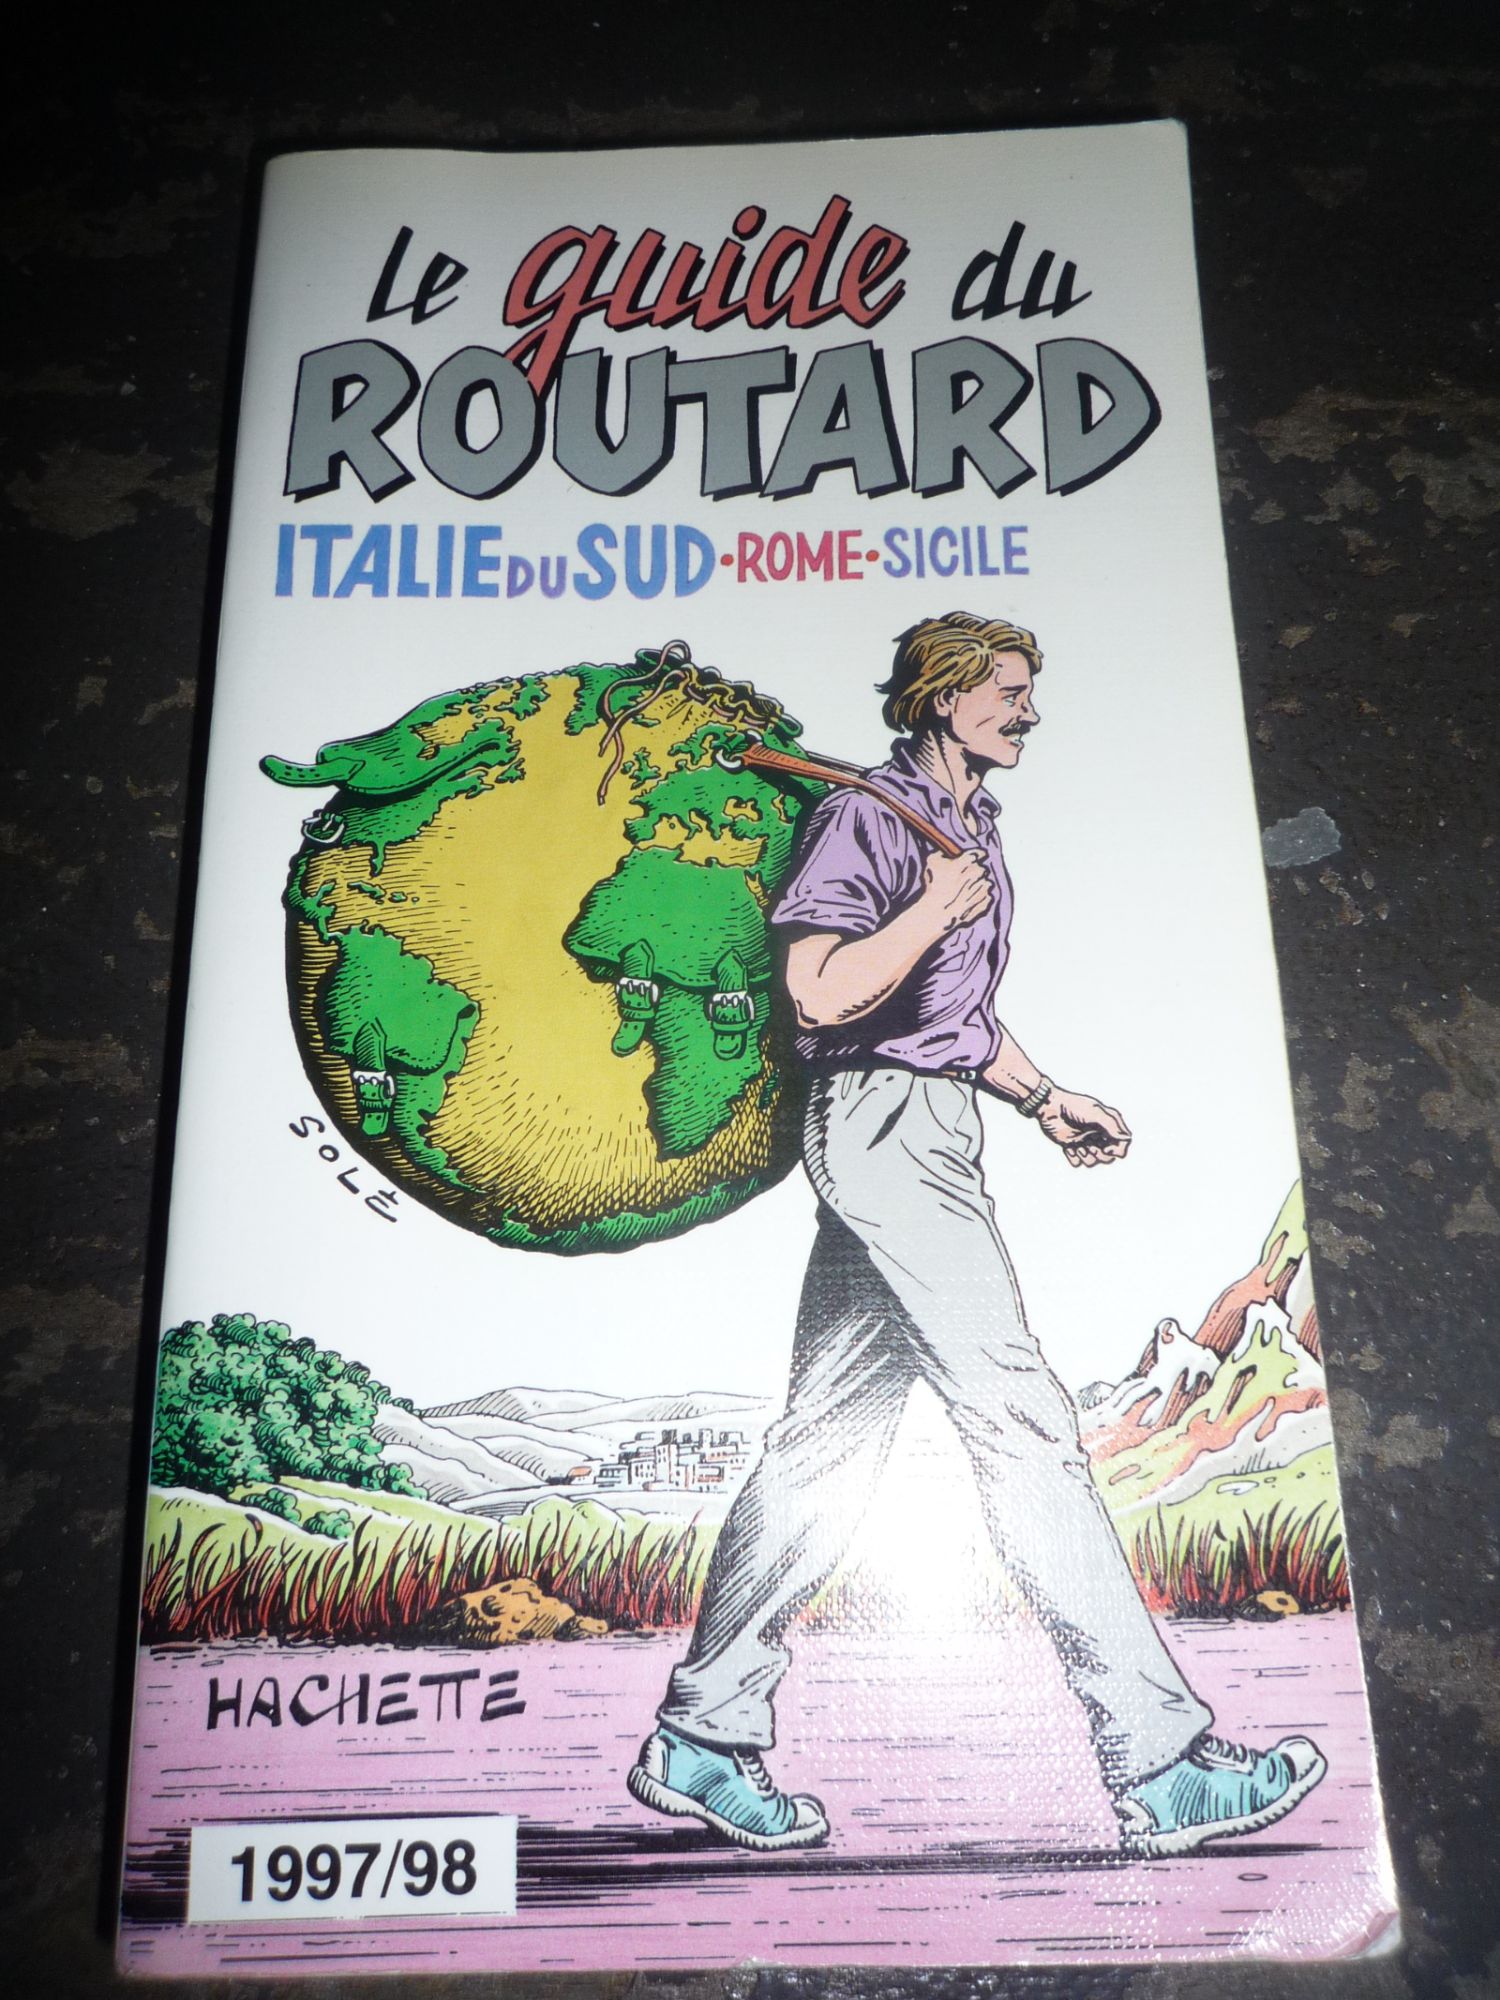 Le guide du
ROUTARD
ITALIE DU SUD • ROME • SICILE
SOLÉ
HACHETTE
1997/98